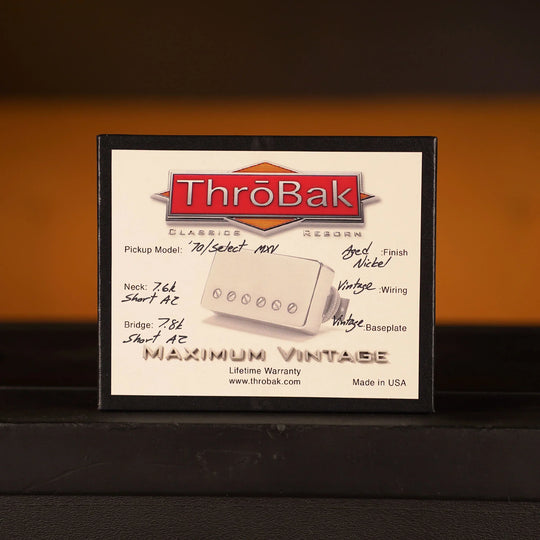 ThrōBak
CLASSICS REBORN
Pickup Model: '70/Select MXV
Aged :Finish
Nickel
Neck: 7.6k
Short A2
Vintage :Wiring
Bridge: 7.8k
Short A2
Vintage :Baseplate
MAXIMUM VINTAGE
Lifetime Warranty
www.throbak.com
Made in USA